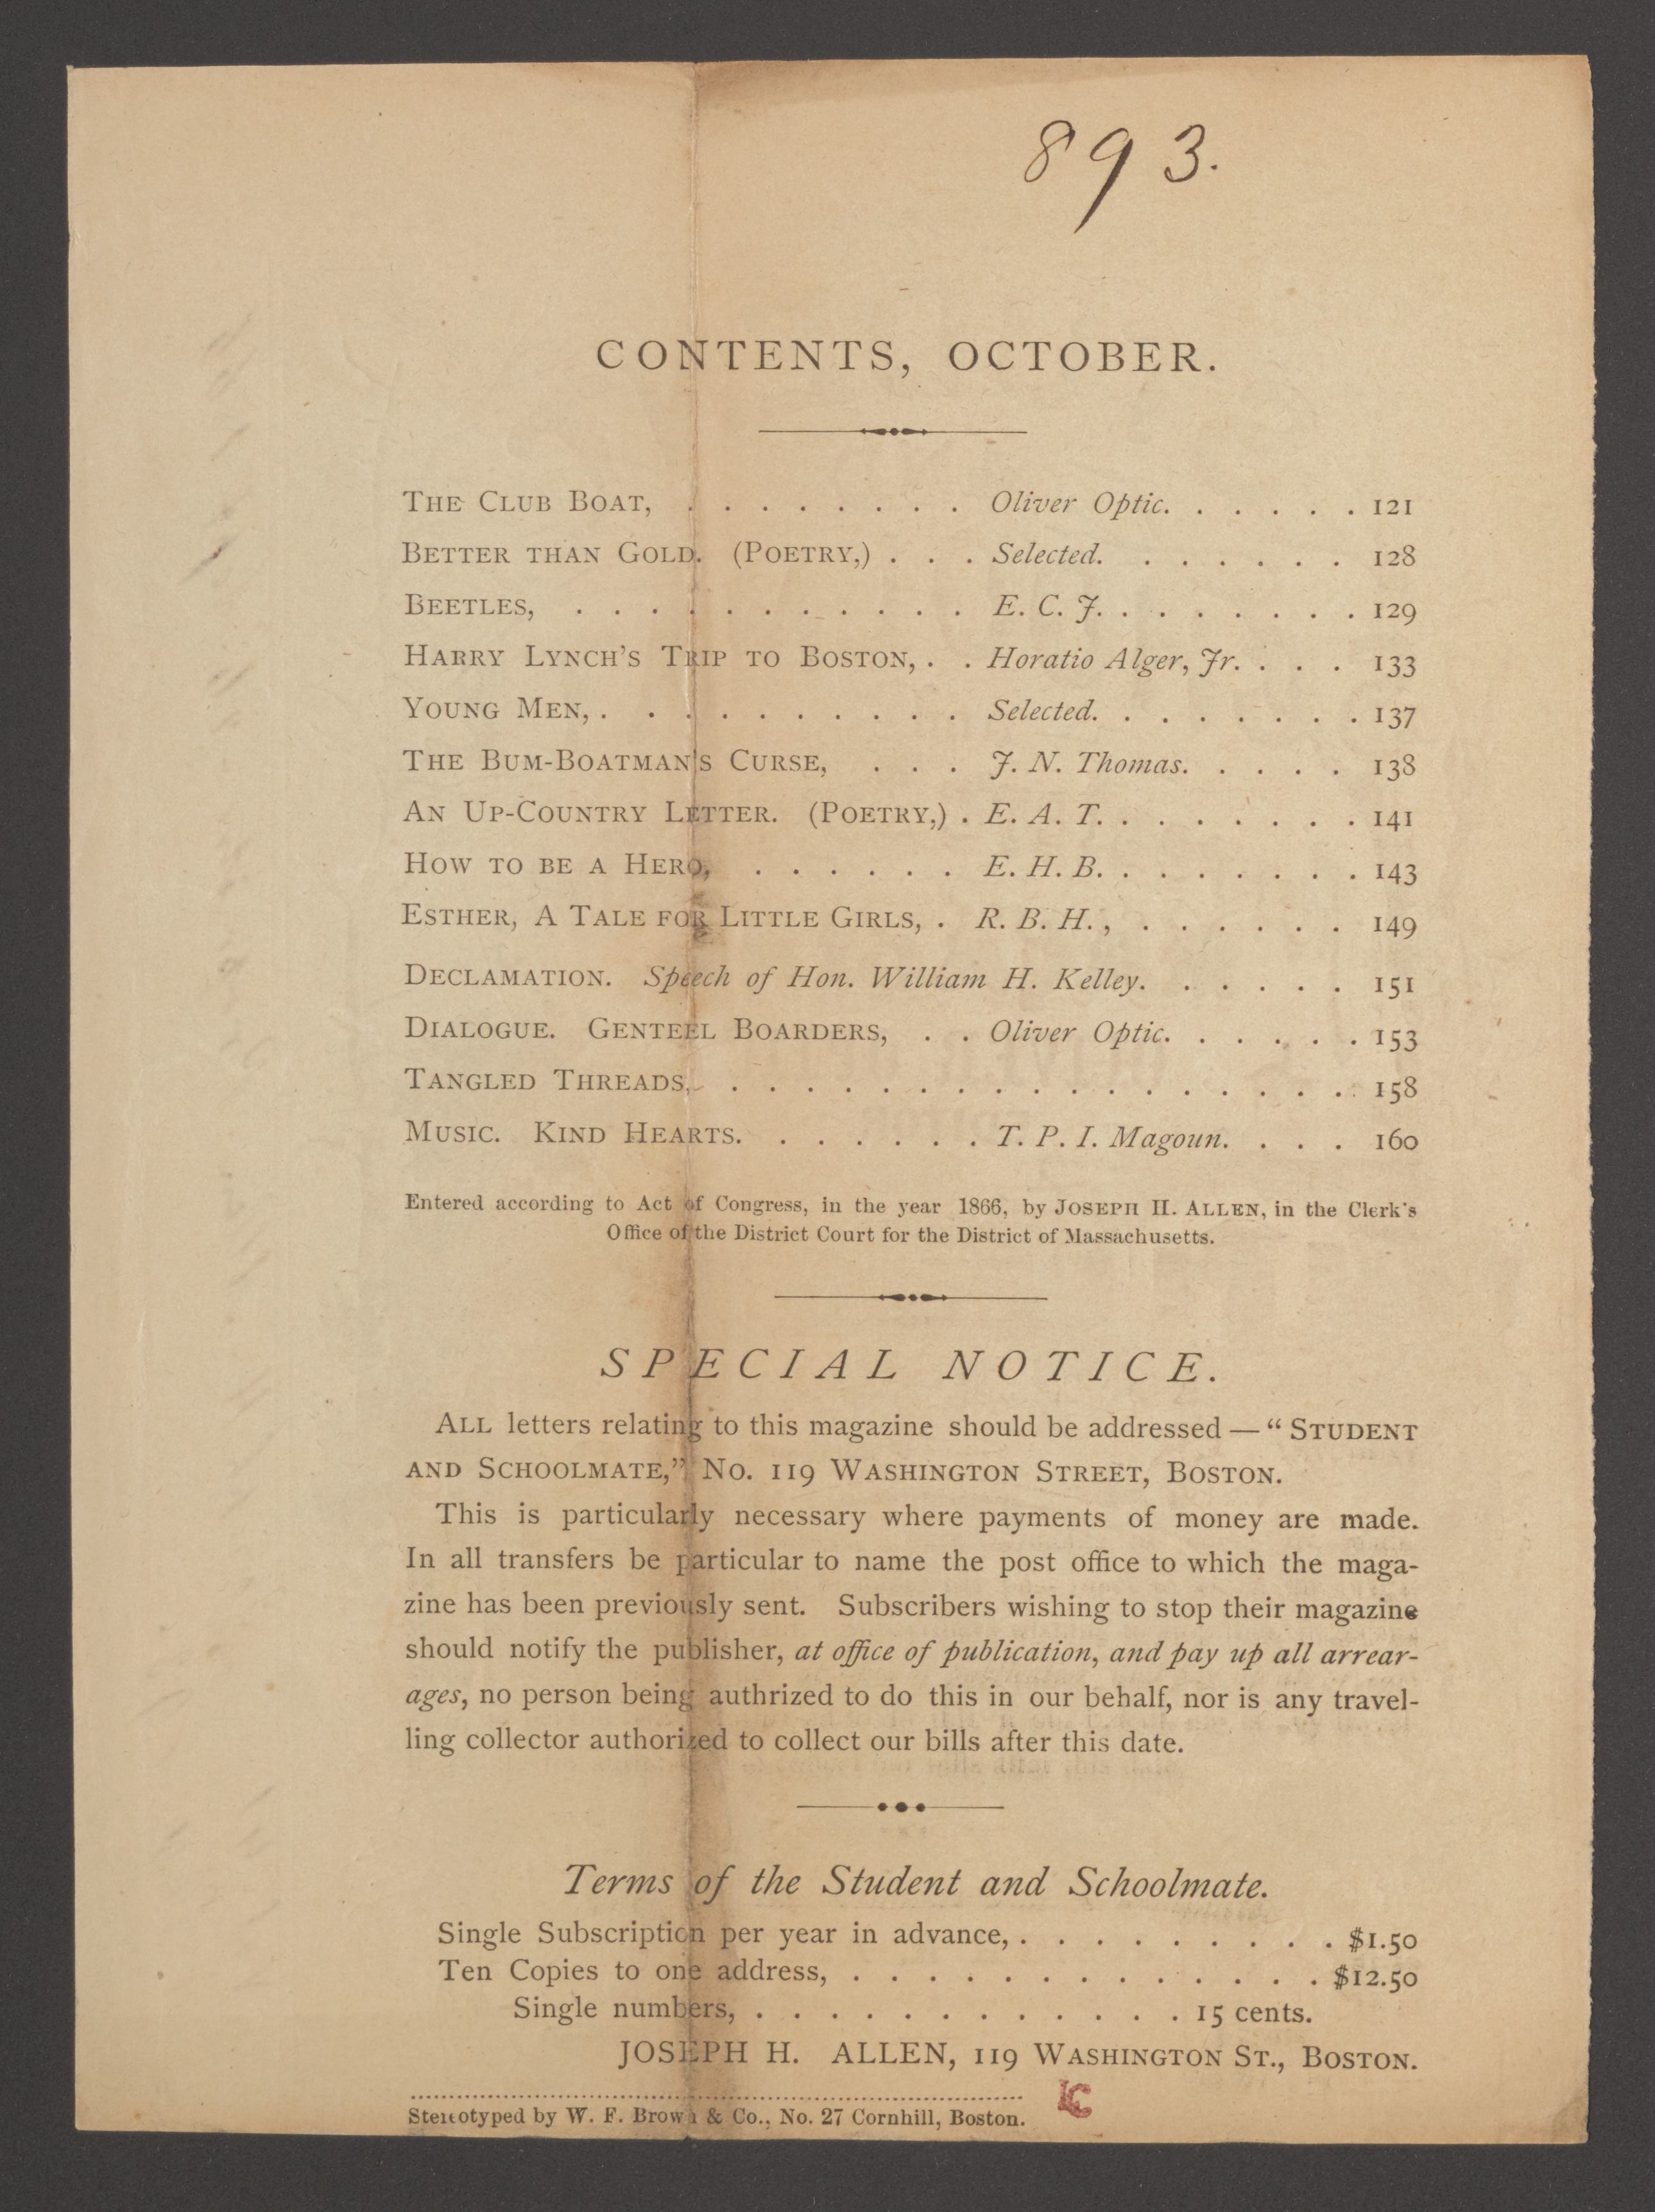 893.
CONTENTS, OCTOBER.
THE CLUB BOAT, . . . . . . . . Oliver Optic. . . . . . 121
BETTER THAN GOLD. (POETRY,) . . . Selected. . . . . . . 128
BEETLES, . . . . . . . . . . . E. C. J. . . . . . . . 129
HARRY LYNCH'S TRIP TO BOSTON, . . Horatio Alger, Jr. . . . 133
YOUNG MEN, . . . . . . . . . . Selected. . . . . . . . 137
THE BUM-BOATMAN'S CURSE, . . . J. N. Thomas. . . . . 138
AN UP-COUNTRY LETTER. (POETRY,) . E. A. T. . . . . . . . 141
HOW TO BE A HERO, . . . . . . E. H. B. . . . . . . . 143
ESTHER, A TALE FOR LITTLE GIRLS, . R. B. H., . . . . . . 149
DECLAMATION. Speech of Hon. William H. Kelley. . . . . . 151
DIALOGUE. GENTEEL BOARDERS, . . Oliver Optic. . . . . . 153
TANGLED THREADS, . . . . . . . . . . . . . . . . . 158
MUSIC. KIND HEARTS. . . . . . . T. P. I. Magoun. . . . 160
Entered according to Act of Congress, in the year 1866, by JOSEPH H. ALLEN, in the Clerk's
Office of the District Court for the District of Massachusetts.
SPECIAL NOTICE.
ALL letters relating to this magazine should be addressed — "STUDENT
AND SCHOOLMATE," No. 119 WASHINGTON STREET, BOSTON.
This is particularly necessary where payments of money are made.
In all transfers be particular to name the post office to which the maga-
zine has been previously sent. Subscribers wishing to stop their magazine
should notify the publisher, at office of publication, and pay up all arrear-
ages, no person being authrized to do this in our behalf, nor is any travel-
ling collector authorized to collect our bills after this date.
Terms of the Student and Schoolmate.
Single Subscription per year in advance, . . . . . . . . . $1.50
Ten Copies to one address, . . . . . . . . . . . . . $12.50
Single numbers, . . . . . . . . . . . . 15 cents.
JOSEPH H. ALLEN, 119 WASHINGTON ST., BOSTON.
Stereotyped by W. F. Brown & Co., No. 27 Cornhill, Boston.
LC